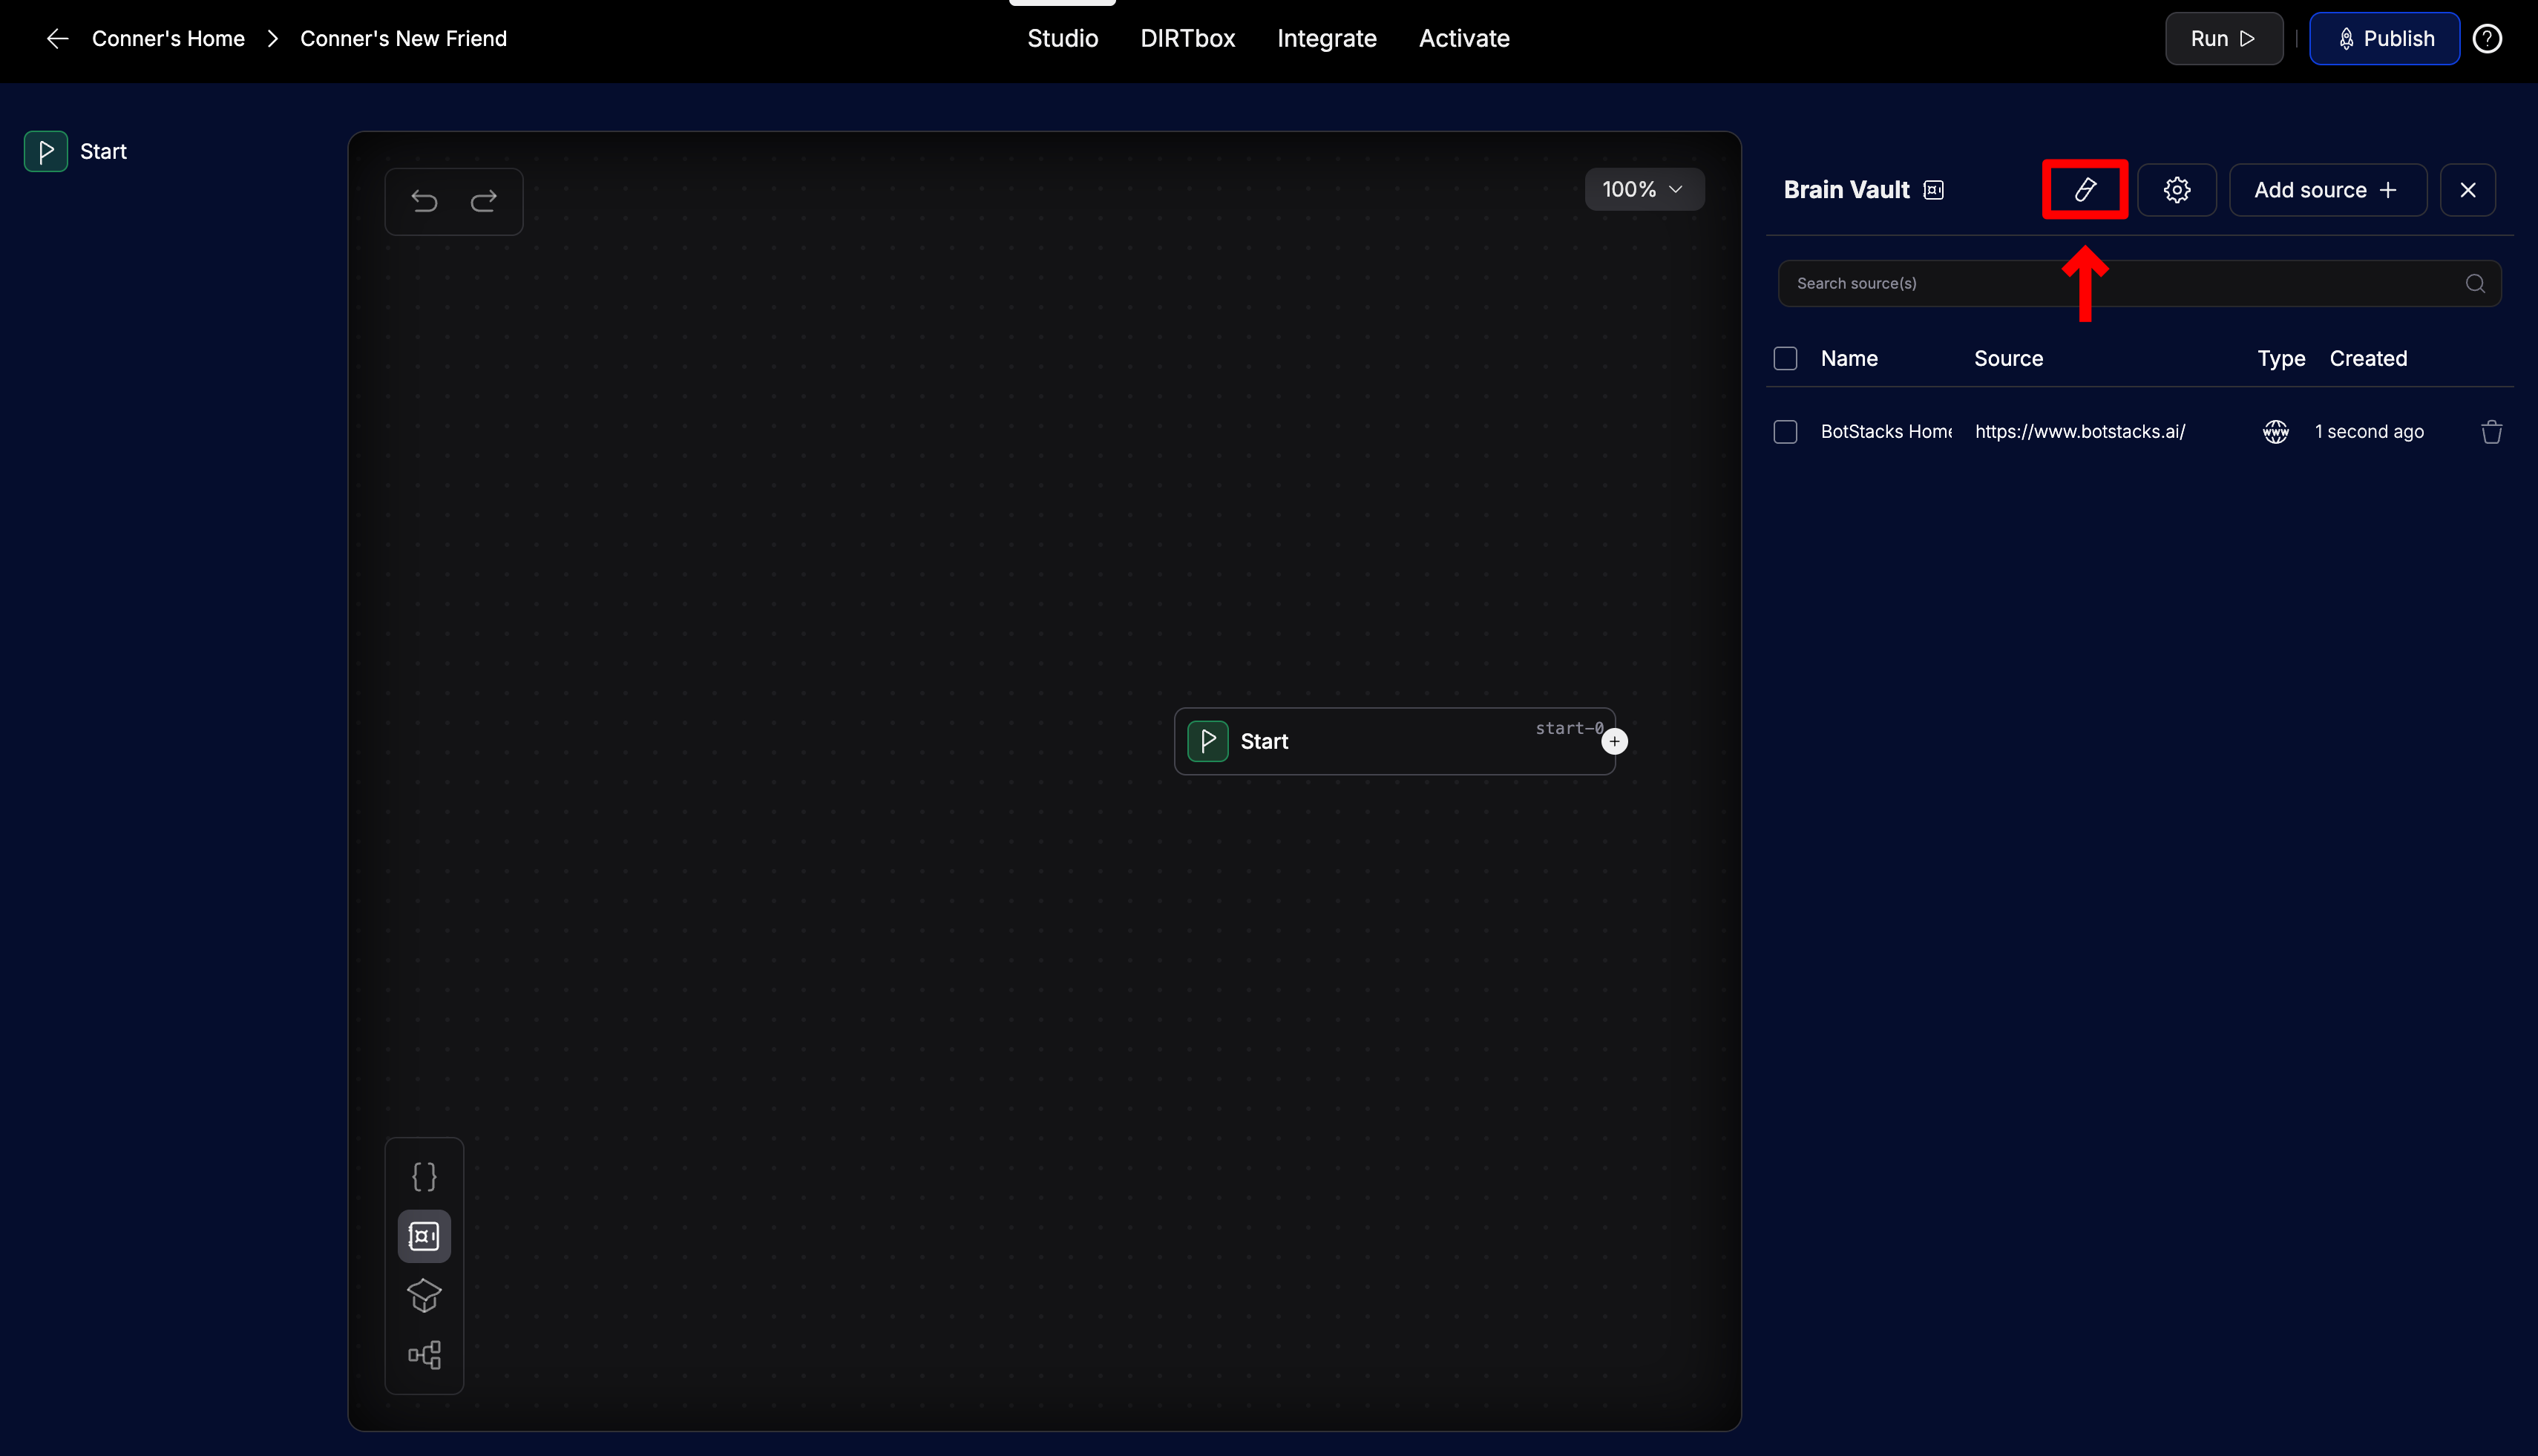 Conner's Home > Conner's New Friend
Studio DIRTbox Integrate Activate
Run Publish
Start
100%
Brain Vault
Add source +
Search source(s)
Name Source Type Created
BotStacks Home https://www.botstacks.ai/ WWW 1 second ago
start-0
Start
{}